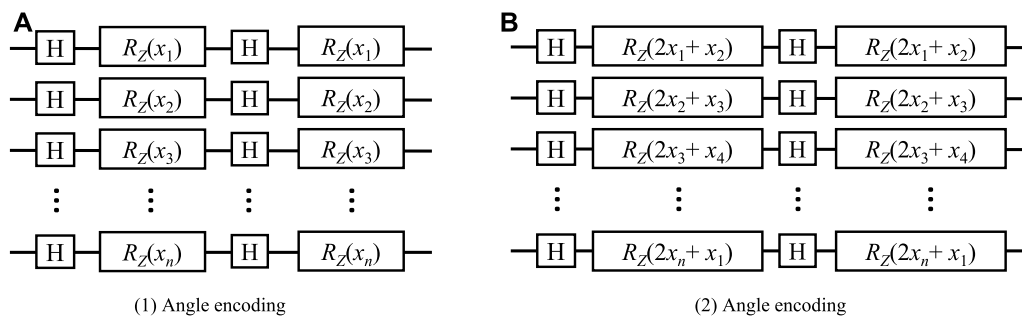 A B
H R_Z(x_1) H R_Z(x_1) H R_Z(2x_1+ x_2) H R_Z(2x_1+ x_2)
H R_Z(x_2) H R_Z(x_2) H R_Z(2x_2+ x_3) H R_Z(2x_2+ x_3)
H R_Z(x_3) H R_Z(x_3) H R_Z(2x_3+ x_4) H R_Z(2x_3+ x_4)
H R_Z(x_n) H R_Z(x_n) H R_Z(2x_n+ x_1) H R_Z(2x_n+ x_1)
(1) Angle encoding (2) Angle encoding